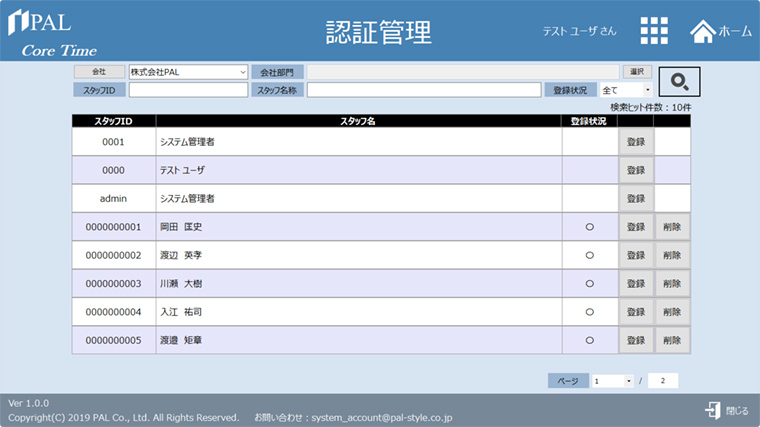 PAL
Core Time
認証管理
テスト ユーザ さん
ホーム
会社 株式会社PAL 会社部門 選択
スタッフID スタッフ名称 登録状況 全て
検索ヒット件数：10件
スタッフID スタッフ名 登録状況
0001 システム管理者 登録
0000 テスト ユーザ 登録
admin システム管理者 登録
0000000001 岡田 匡史 〇 登録 削除
0000000002 渡辺 英孝 〇 登録 削除
0000000003 川瀬 大樹 〇 登録 削除
0000000004 入江 祐司 〇 登録 削除
0000000005 渡邉 矩章 〇 登録 削除
ページ 1 / 2
Ver 1.0.0
Copyright(C) 2019 PAL Co., Ltd. All Rights Reserved. お問い合わせ：system_account@pal-style.co.jp
閉じる